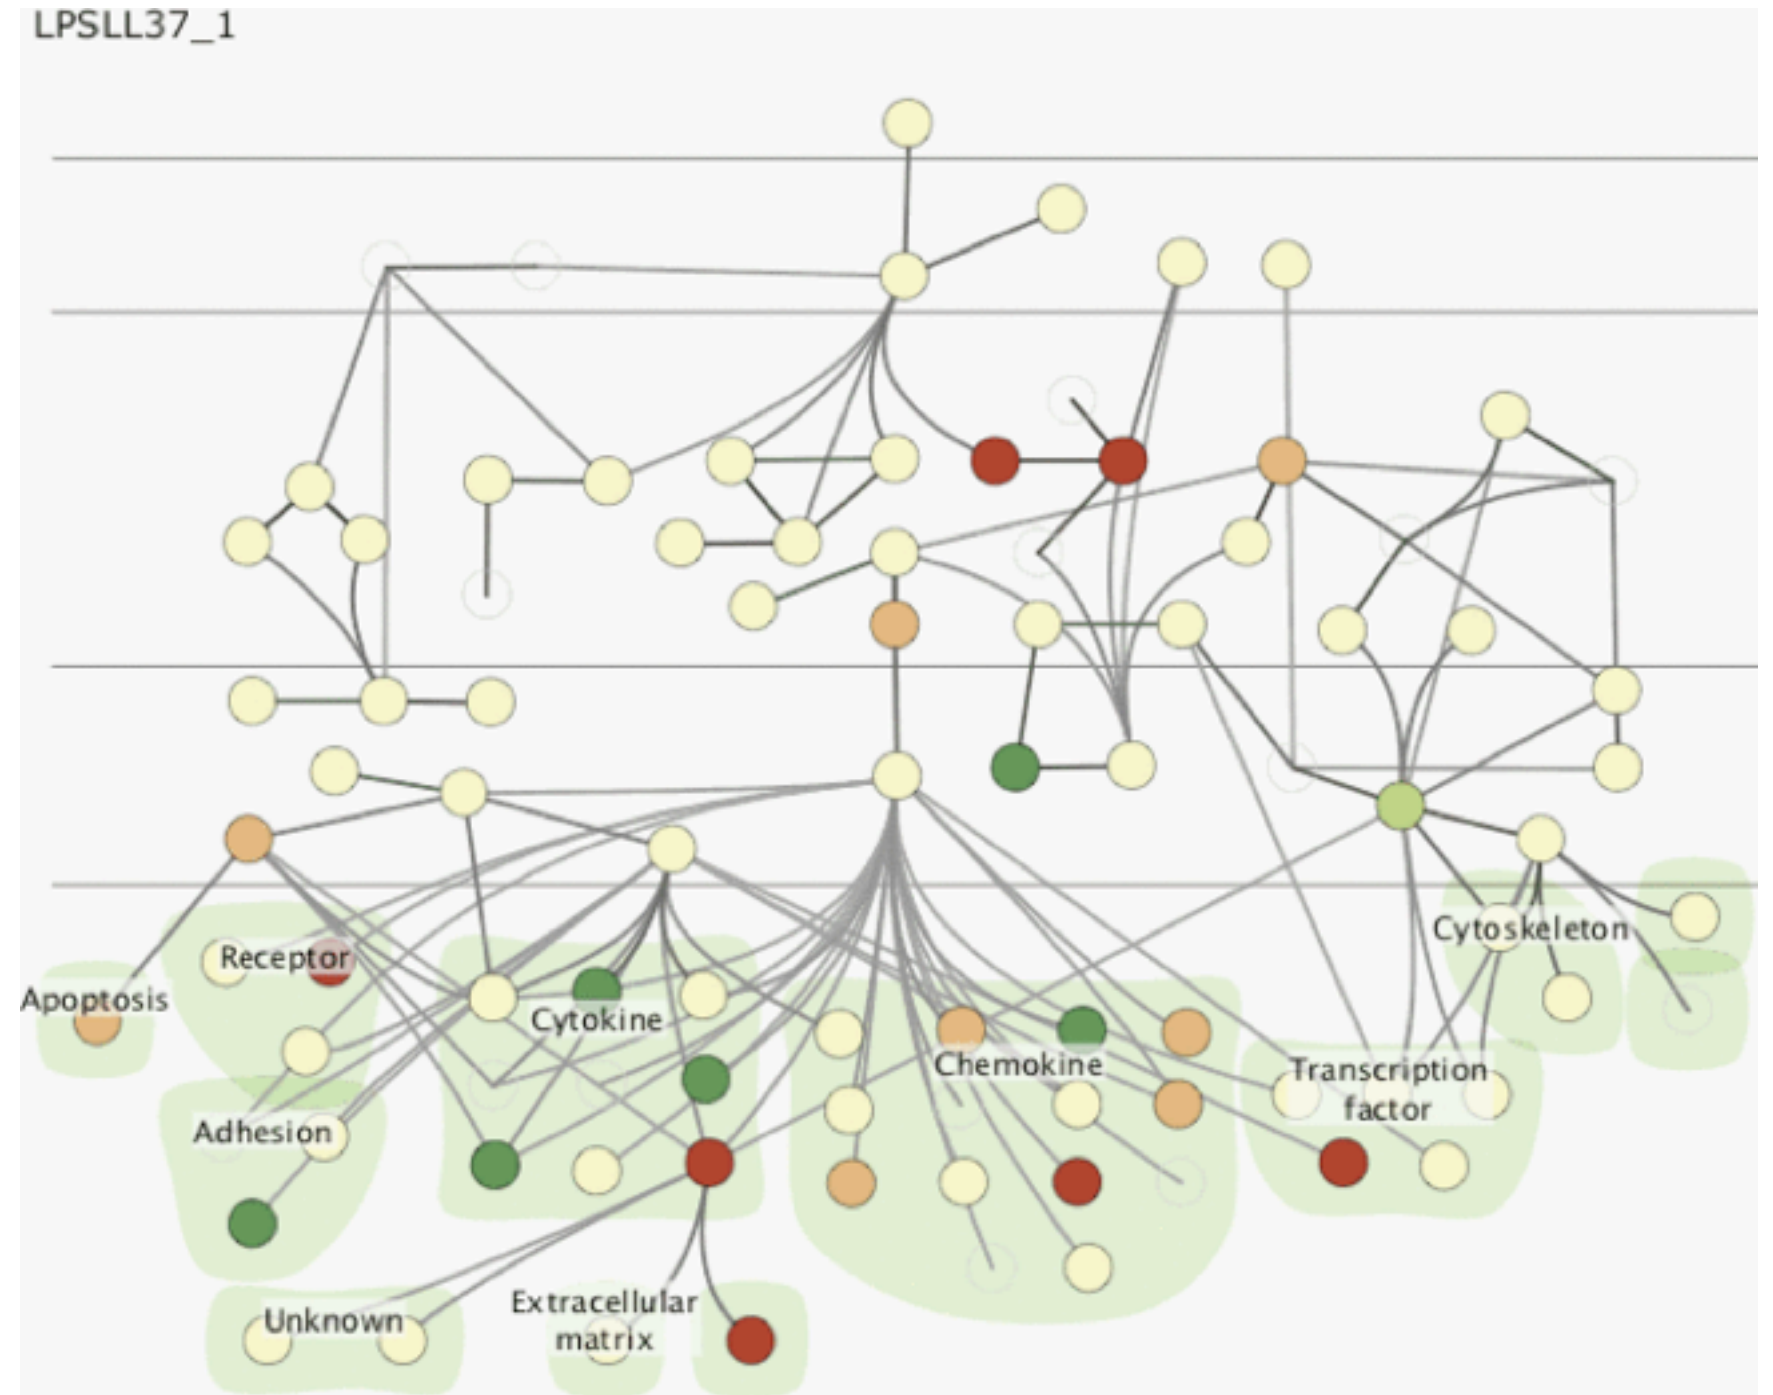 LPSLL37_1
Cytoskeleton
Receptor
Apoptosis
Cytokine
Chemokine
Transcription
factor
Adhesion
Unknown
Extracellular
matrix